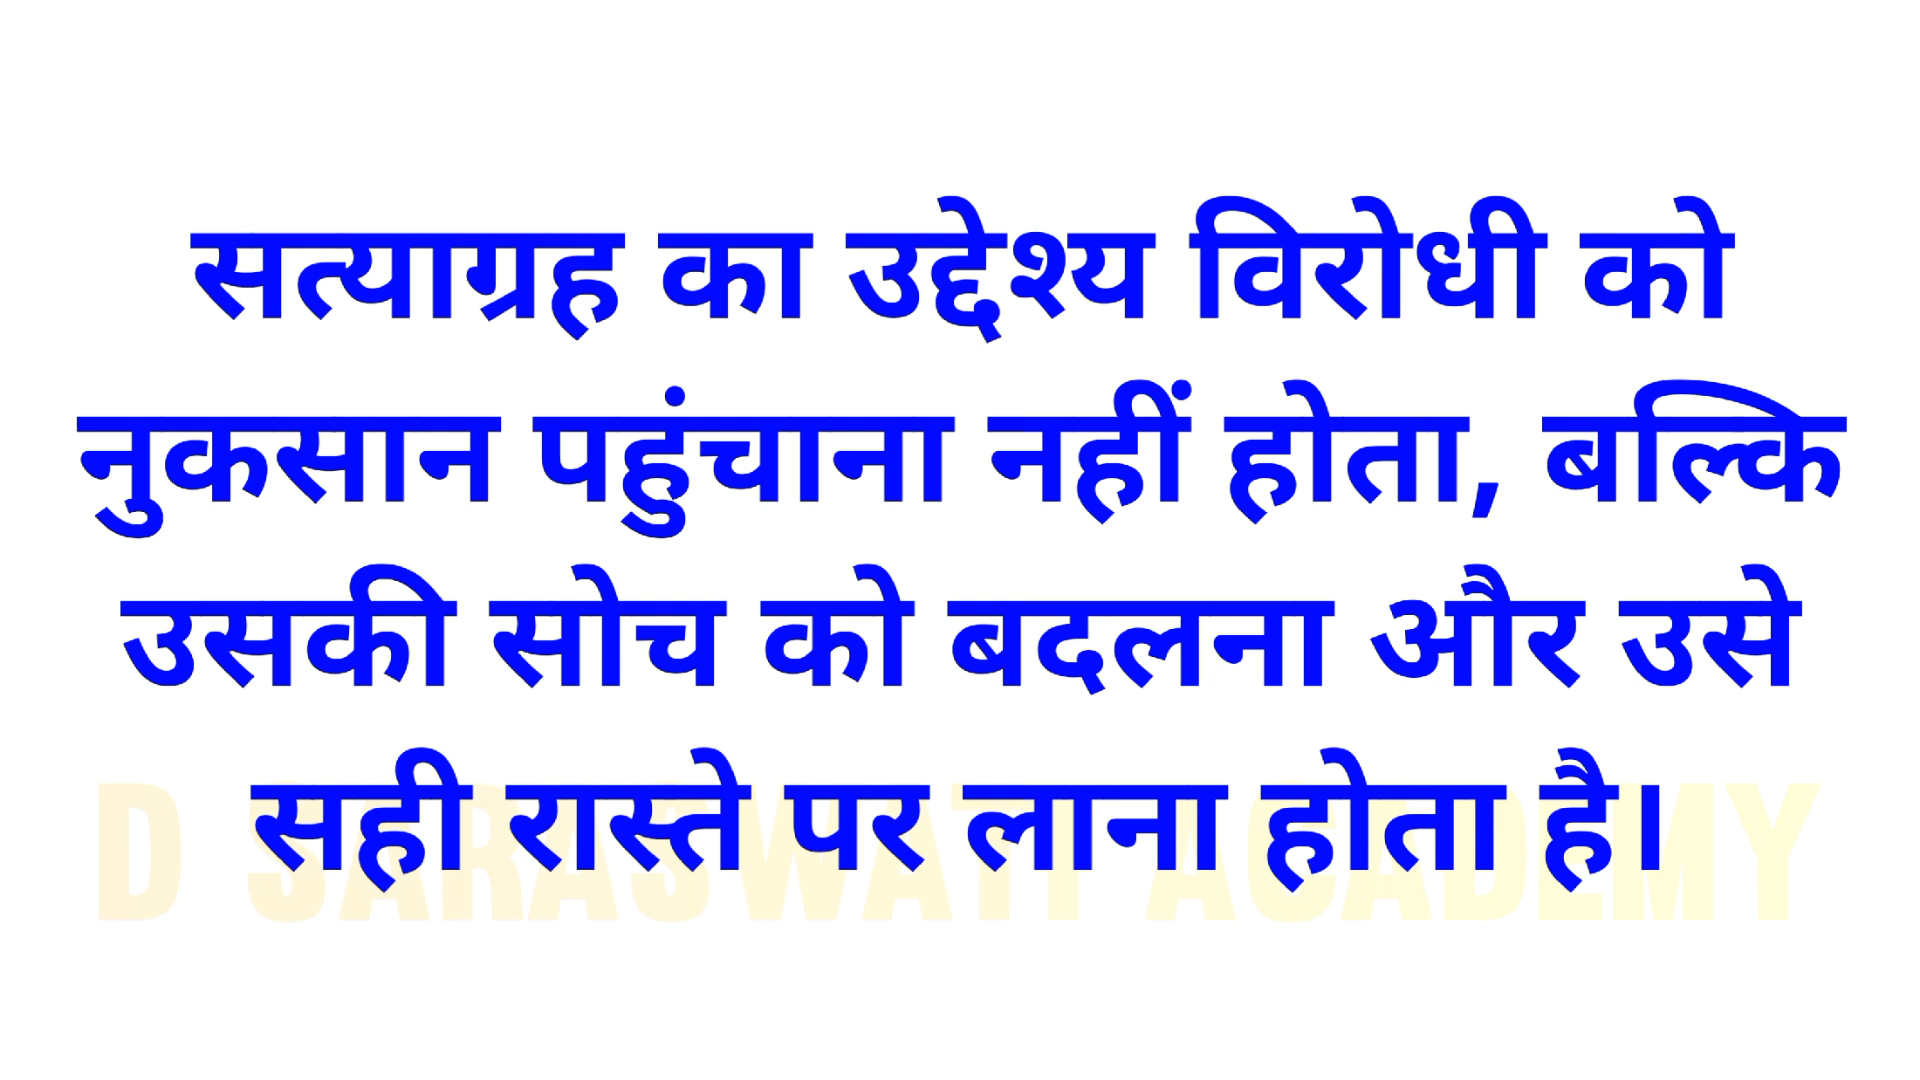 सत्याग्रह का उद्देश्य विरोधी को
नुकसान पहुंचाना नहीं होता, बल्कि
उसकी सोच को बदलना और उसे
सही रास्ते पर लाना होता है।
D SARASWATI ACADEMY